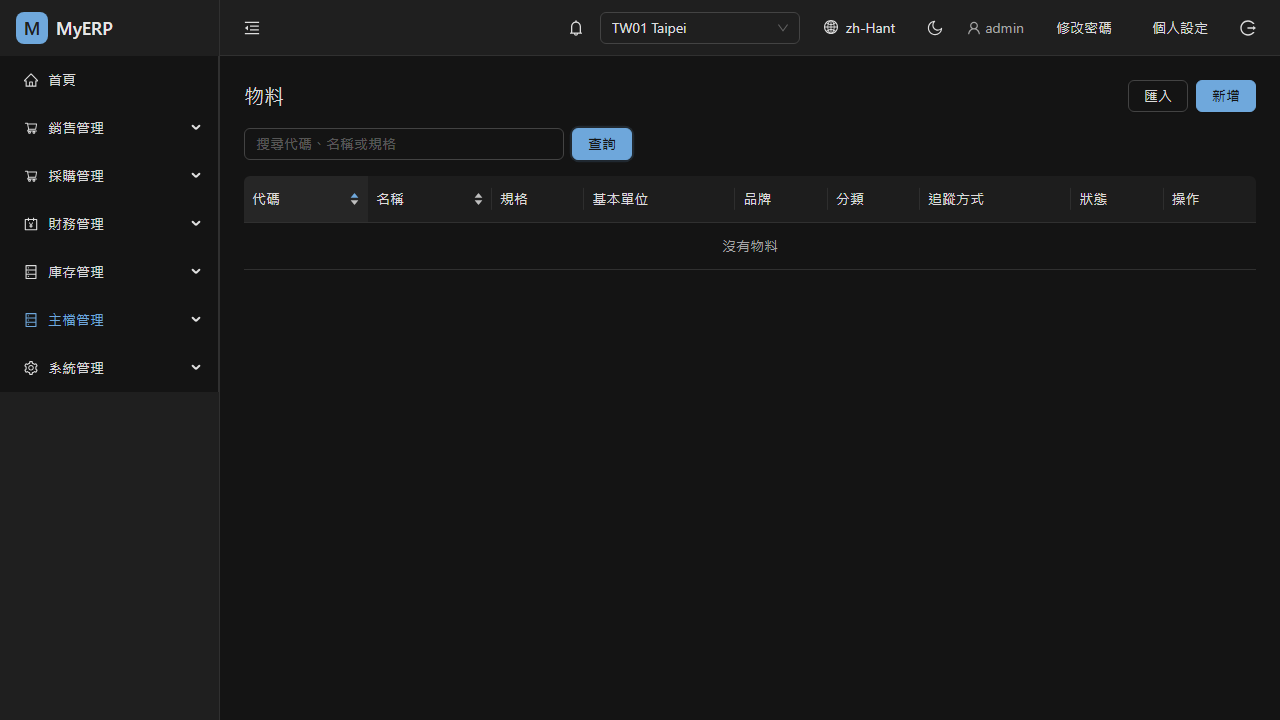 M MyERP
TW01 Taipei
zh-Hant
admin
修改密碼
個人設定
首頁
銷售管理
採購管理
財務管理
庫存管理
主檔管理
系統管理
物料
匯入
新增
搜尋代碼、名稱或規格
查詢
代碼 名稱 規格 基本單位 品牌 分類 追蹤方式 狀態 操作
沒有物料